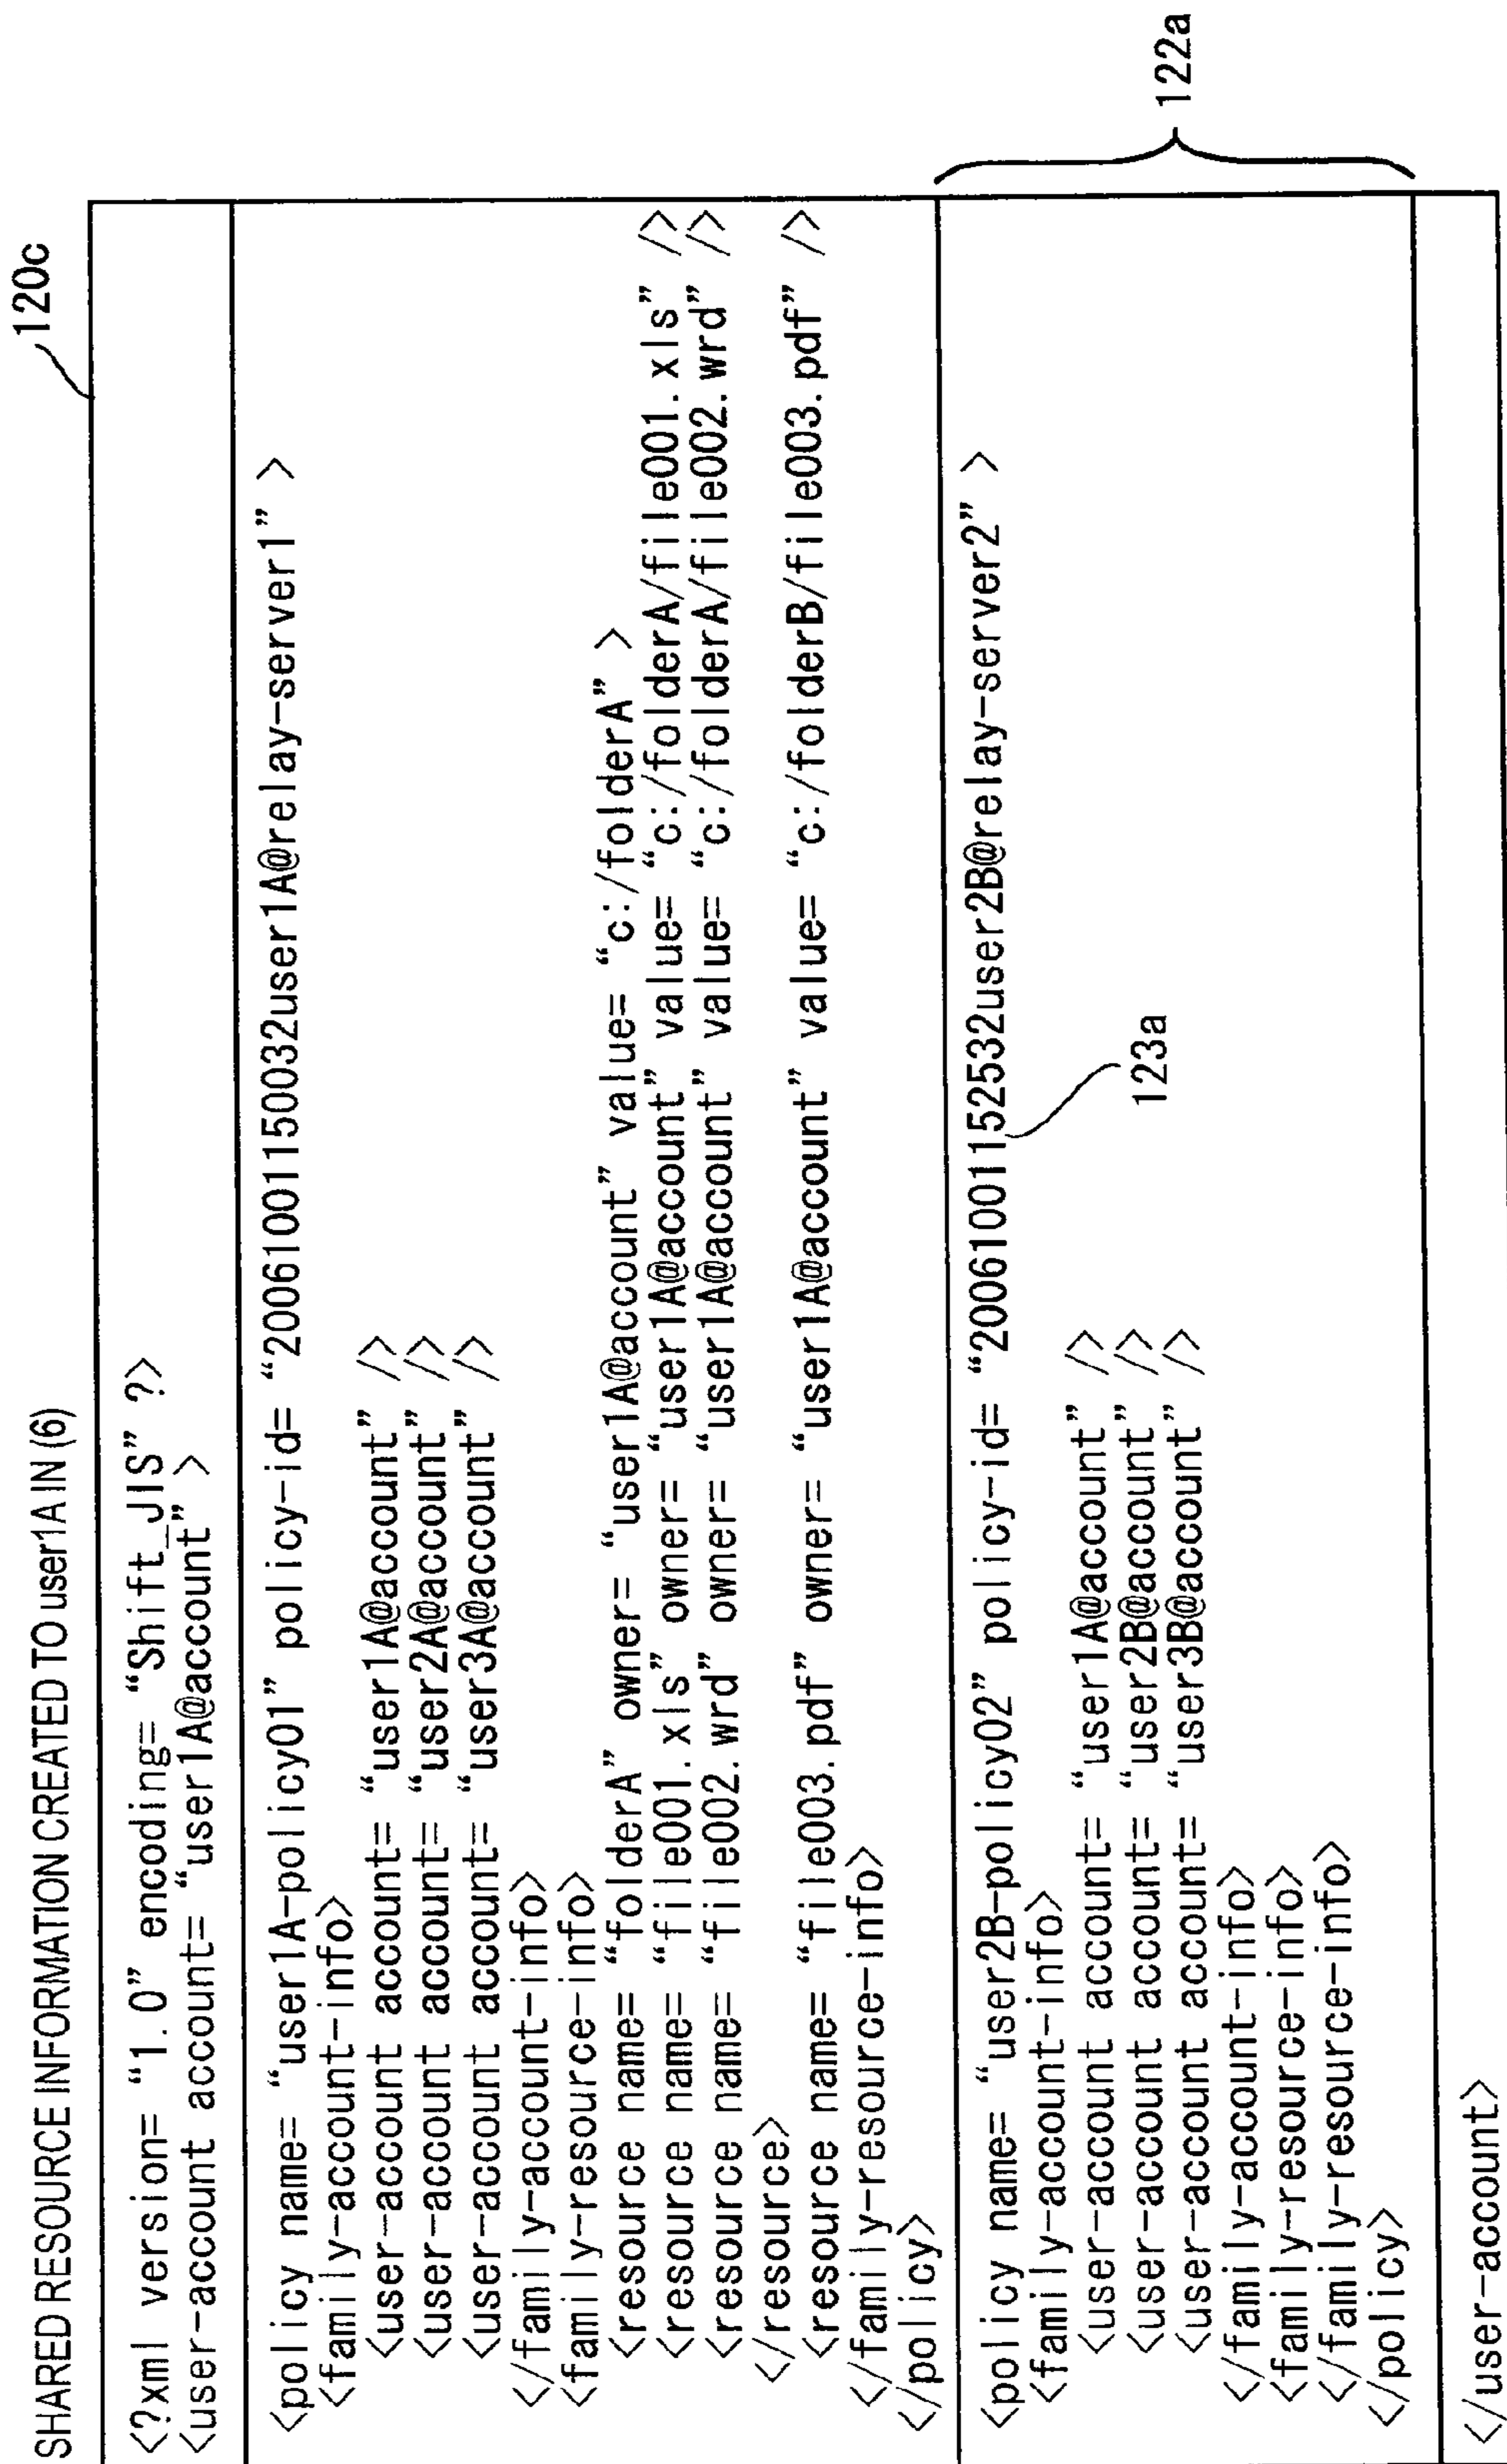 SHARED RESOURCE INFORMATION CREATED TO user1A IN (6)
120c
<?xml version= “1.0” encoding= “Shift_JIS” ?>
<user-account account= “user1A@account” >
<policy name= “user1A-policy01” policy-id= “20061001150032user1A@relay-server1” >
<family-account-info>
<user-account account= “user1A@account” />
<user-account account= “user2A@account” />
<user-account account= “user3A@account” />
</family-account-info>
<family-resource-info>
<resource name= “folderA” owner= “user1A@account” value= “c:/folderA” >
<resource name= “file001.xls” owner= “user1A@account” value= “c:/folderA/file001.xls” />
<resource name= “file002.wrd” owner= “user1A@account” value= “c:/folderA/file002.wrd” />
</resource>
<resource name= “file003.pdf” owner= “user1A@account” value= “c:/folderB/file003.pdf” />
</family-resource-info>
</policy>
<policy name= “user2B-policy02” policy-id= “20061001152532user2B@relay-server2” >
<family-account-info>
<user-account account= “user1A@account” />
<user-account account= “user2B@account” />
<user-account account= “user3B@account” />
</family-account-info>
<family-resource-info>
</family-resource-info>
</policy>
123a
122a
</user-account>